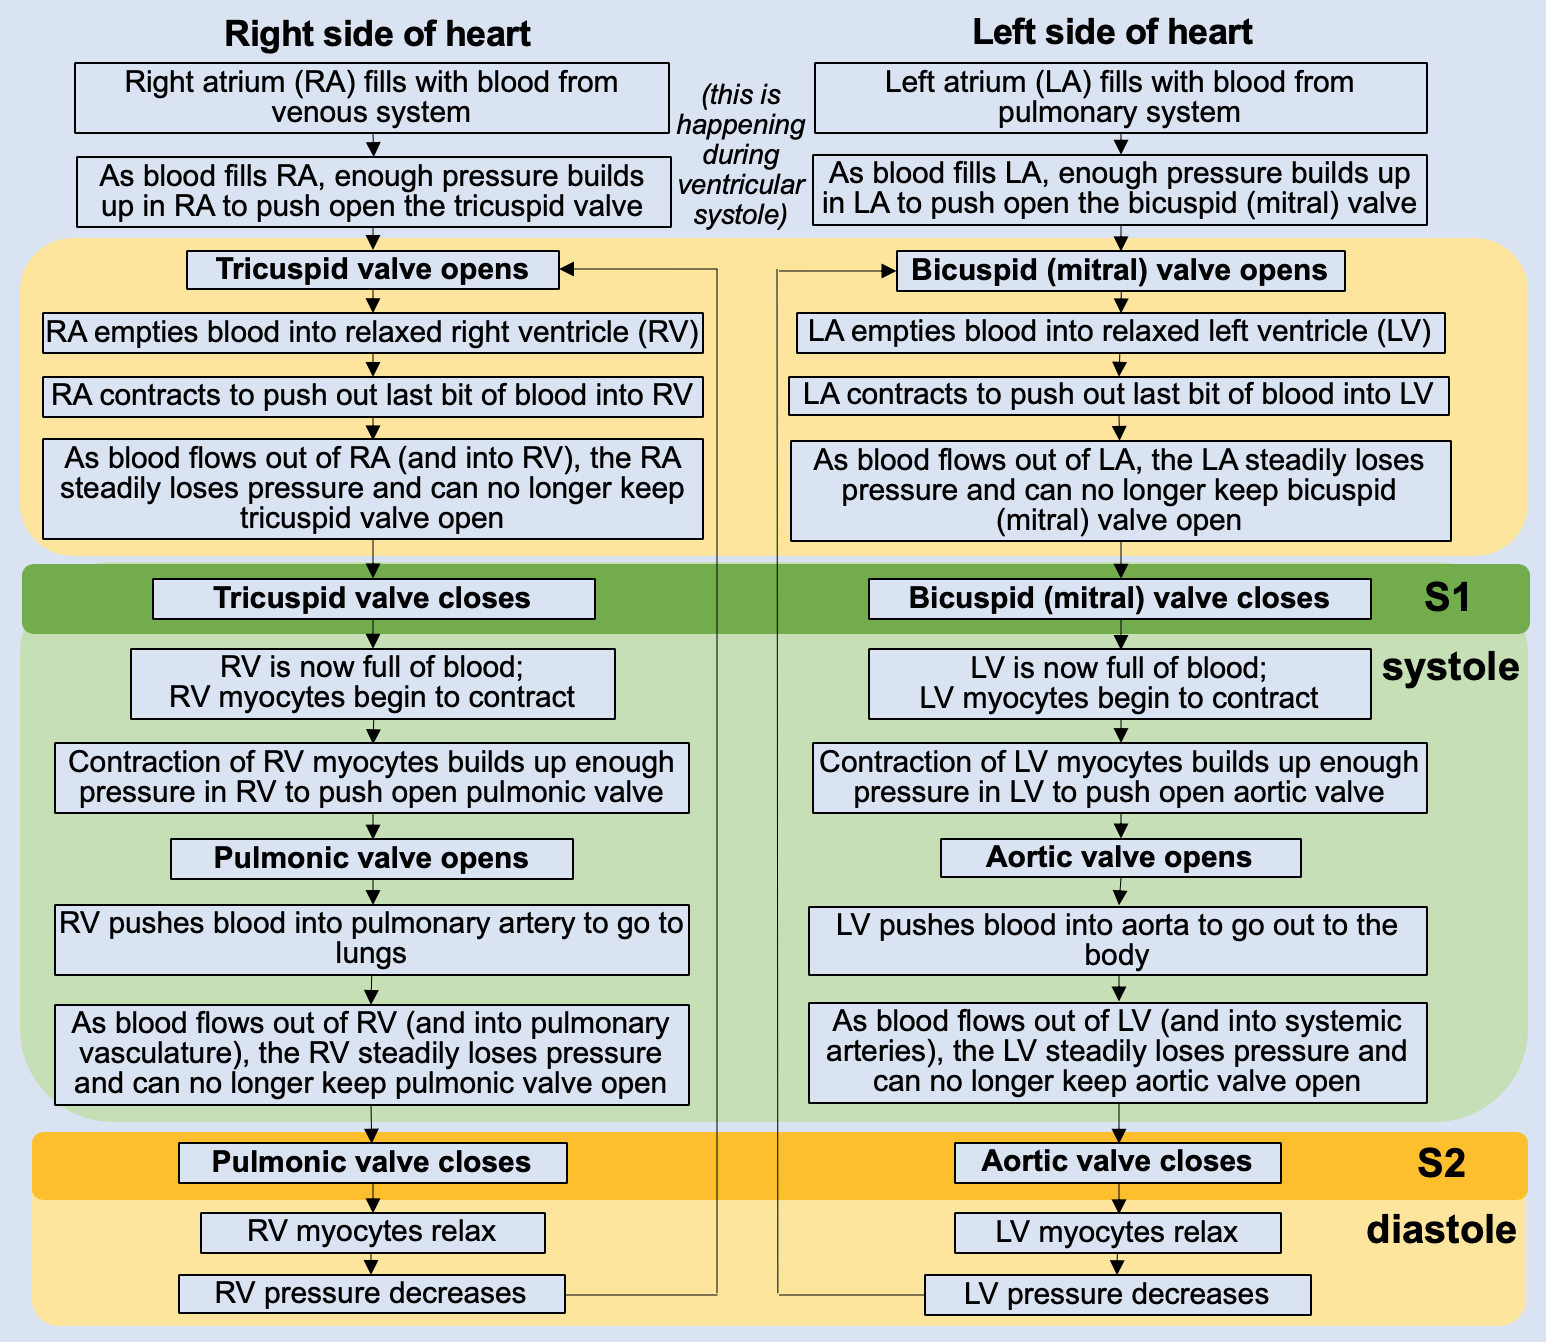 Right side of heart
Right atrium (RA) fills with blood from
venous system
As blood fills RA, enough pressure builds
up in RA to push open the tricuspid valve
Tricuspid valve opens
RA empties blood into relaxed right ventricle (RV)
RA contracts to push out last bit of blood into RV
As blood flows out of RA (and into RV), the RA
steadily loses pressure and can no longer keep
tricuspid valve open
Tricuspid valve closes
RV is now full of blood;
RV myocytes begin to contract
Contraction of RV myocytes builds up enough
pressure in RV to push open pulmonic valve
Pulmonic valve opens
RV pushes blood into pulmonary artery to go to
lungs
As blood flows out of RV (and into pulmonary
vasculature), the RV steadily loses pressure
and can no longer keep pulmonic valve open
Pulmonic valve closes
RV myocytes relax
RV pressure decreases
(this is
happening
during
ventricular
systole)
Left side of heart
Left atrium (LA) fills with blood from
pulmonary system
As blood fills LA, enough pressure builds up
in LA to push open the bicuspid (mitral) valve
Bicuspid (mitral) valve opens
LA empties blood into relaxed left ventricle (LV)
LA contracts to push out last bit of blood into LV
As blood flows out of LA, the LA steadily loses
pressure and can no longer keep bicuspid
(mitral) valve open
Bicuspid (mitral) valve closes
S1
systole
LV is now full of blood;
LV myocytes begin to contract
Contraction of LV myocytes builds up enough
pressure in LV to push open aortic valve
Aortic valve opens
LV pushes blood into aorta to go out to the
body
As blood flows out of LV (and into systemic
arteries), the LV steadily loses pressure and
can no longer keep aortic valve open
Aortic valve closes
S2
diastole
LV myocytes relax
LV pressure decreases